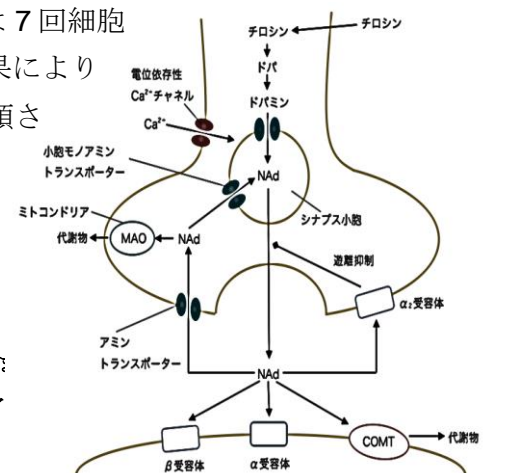 は 7 回細胞
果により
類さ
チロシン
チロシン
ドパ
ドパミン
電位依存性
Ca²⁺チャネル
Ca²⁺
小胞モノアミン
トランスポーター
NAd
シナプス小胞
ミトコンドリア
代謝物
MAO
NAd
遊離抑制
α₂受容体
アミン
トランスポーター
NAd
COMT
代謝物
β受容体
α受容体